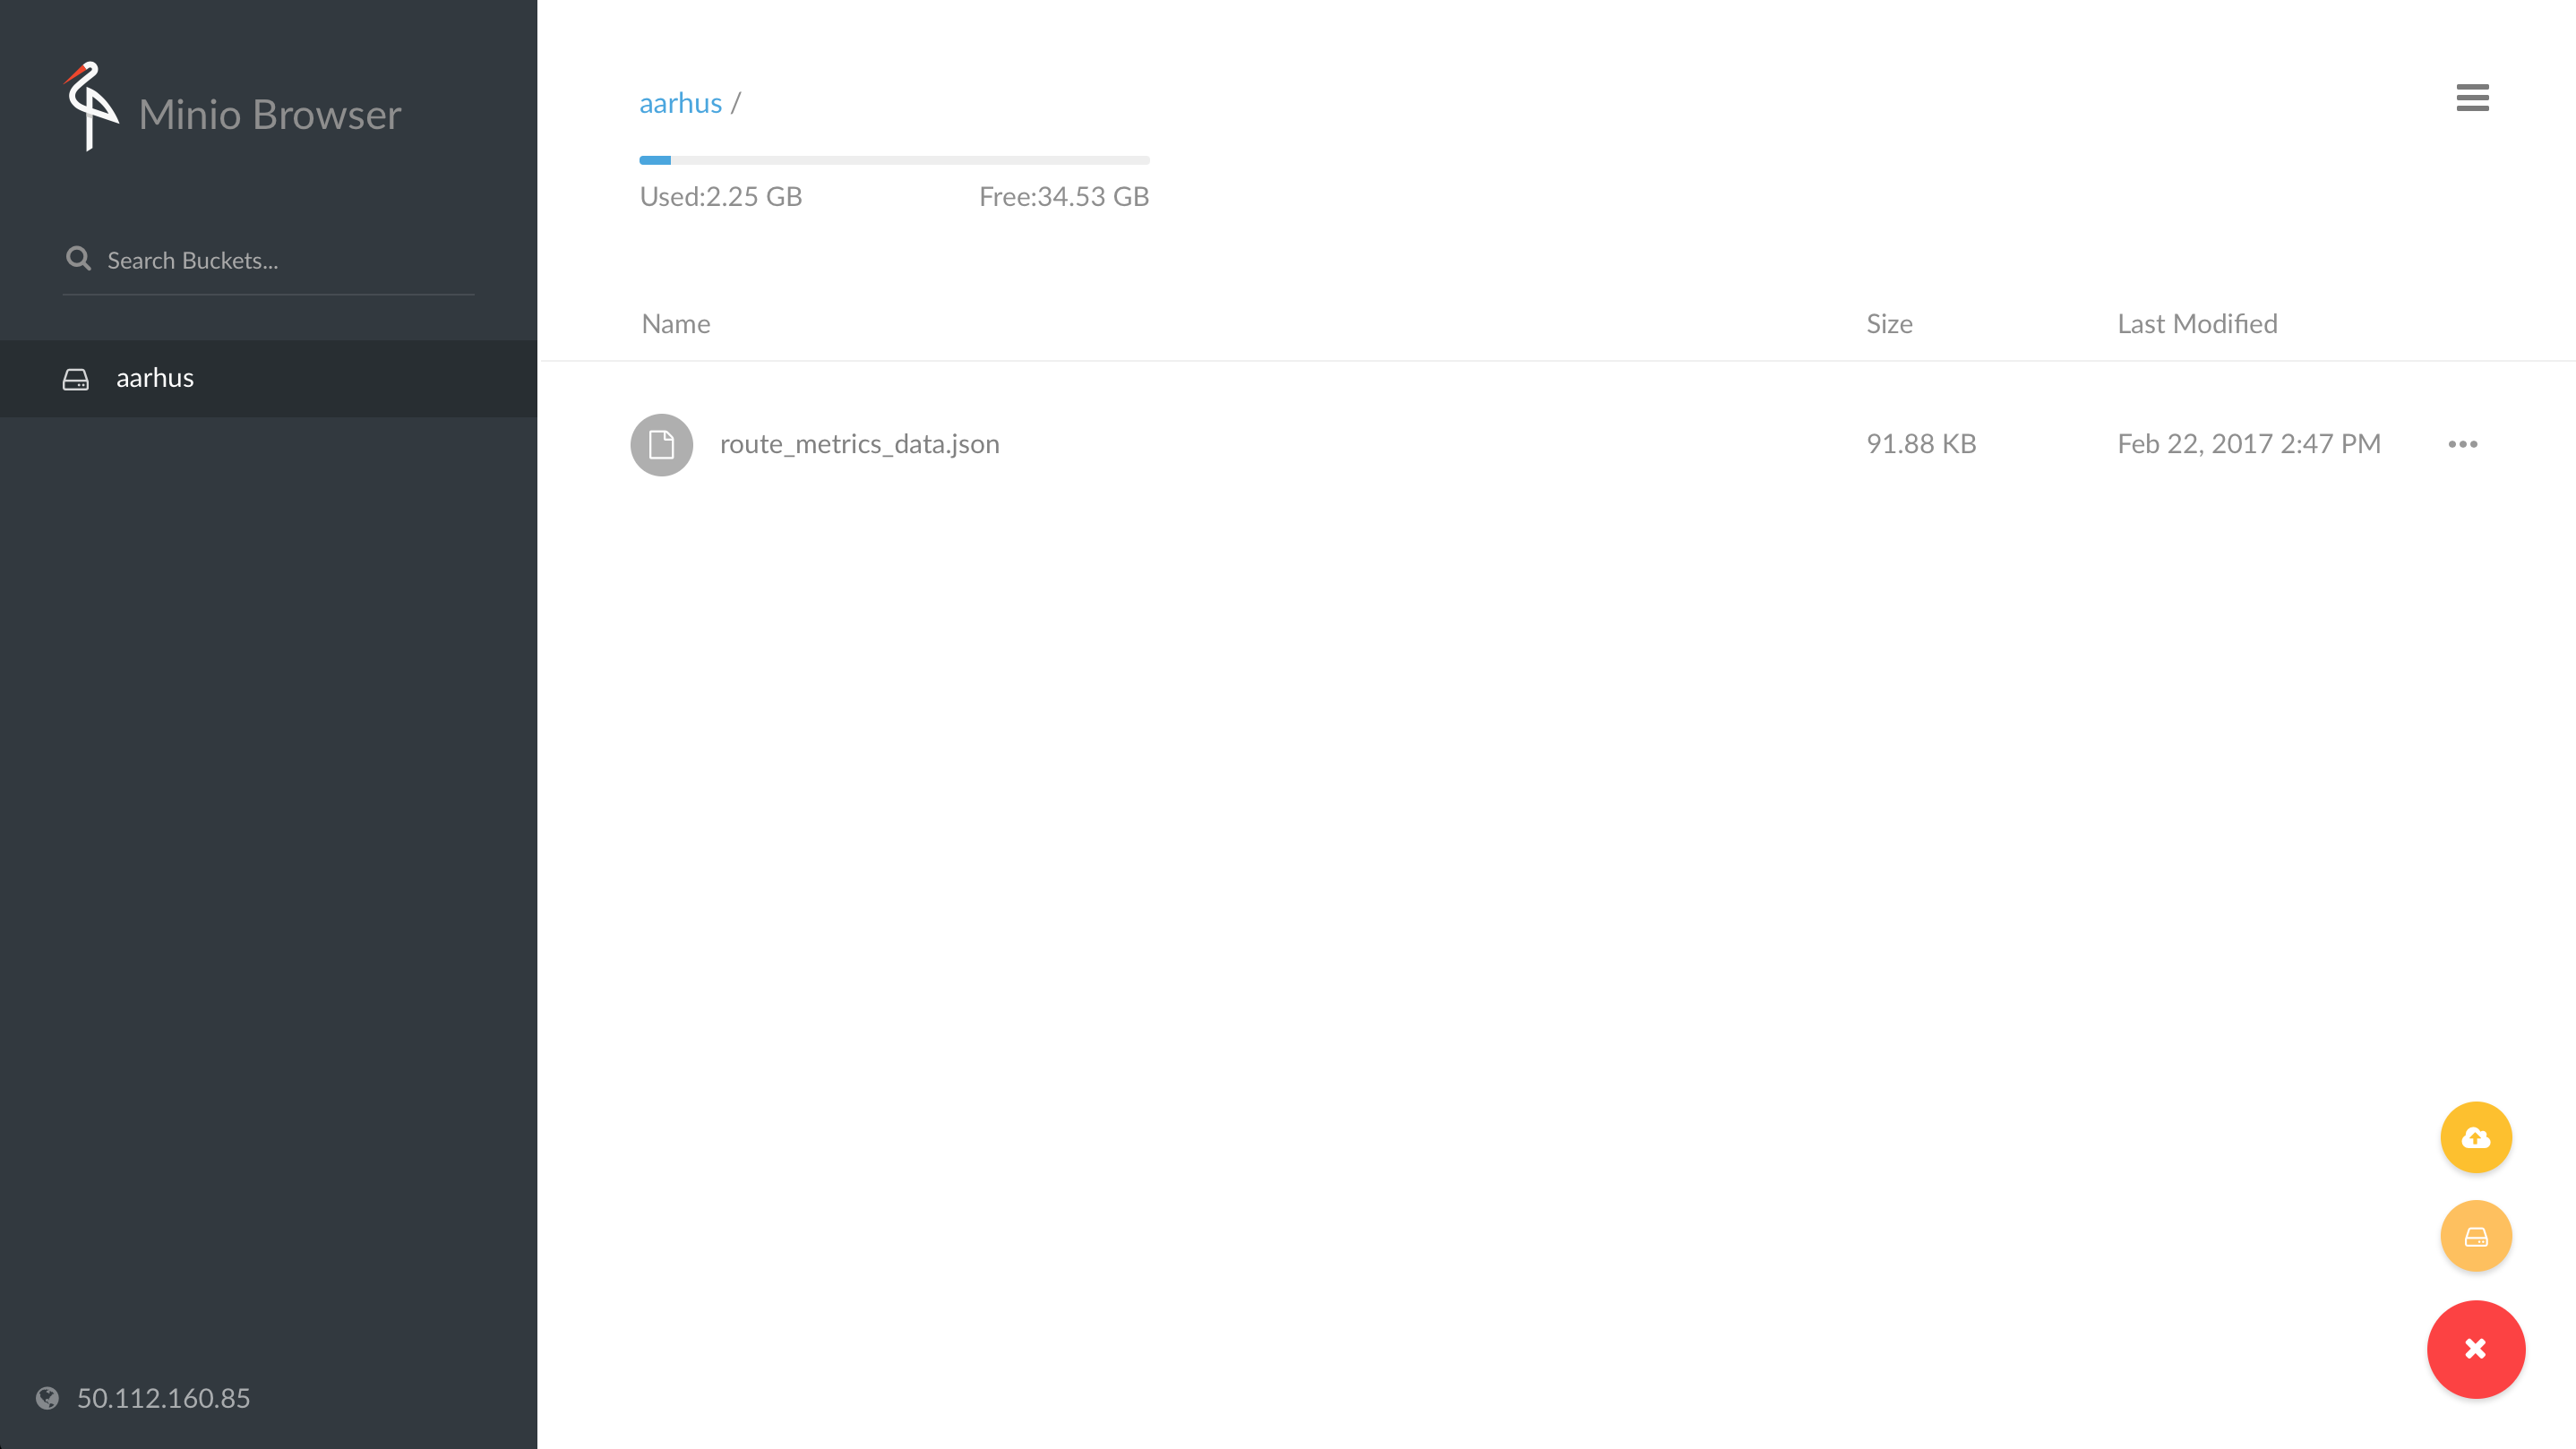 Minio Browser
Search Buckets...
aarhus
50.112.160.85
aarhus /
Used:2.25 GB Free:34.53 GB
Name Size Last Modified
route_metrics_data.json 91.88 KB Feb 22, 2017 2:47 PM